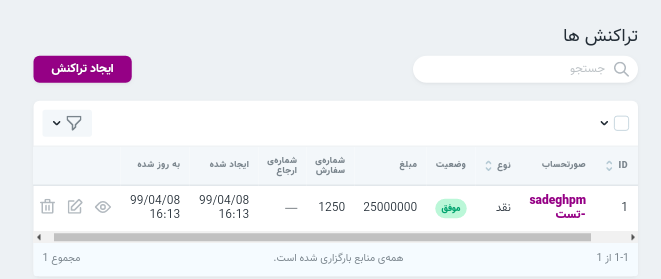 تراکنش ها
جستجو
ایجاد تراکنش
ID صورتحساب نوع وضعیت مبلغ شماره‌ی سفارش شماره‌ی ارجاع ایجاد شده به روز شده
1 sadeghpm -تست نقد موفق 25000000 1250 — 99/04/08 16:13 99/04/08 16:13
1-1 از 1
همه‌ی منابع بارگزاری شده است.
مجموع 1